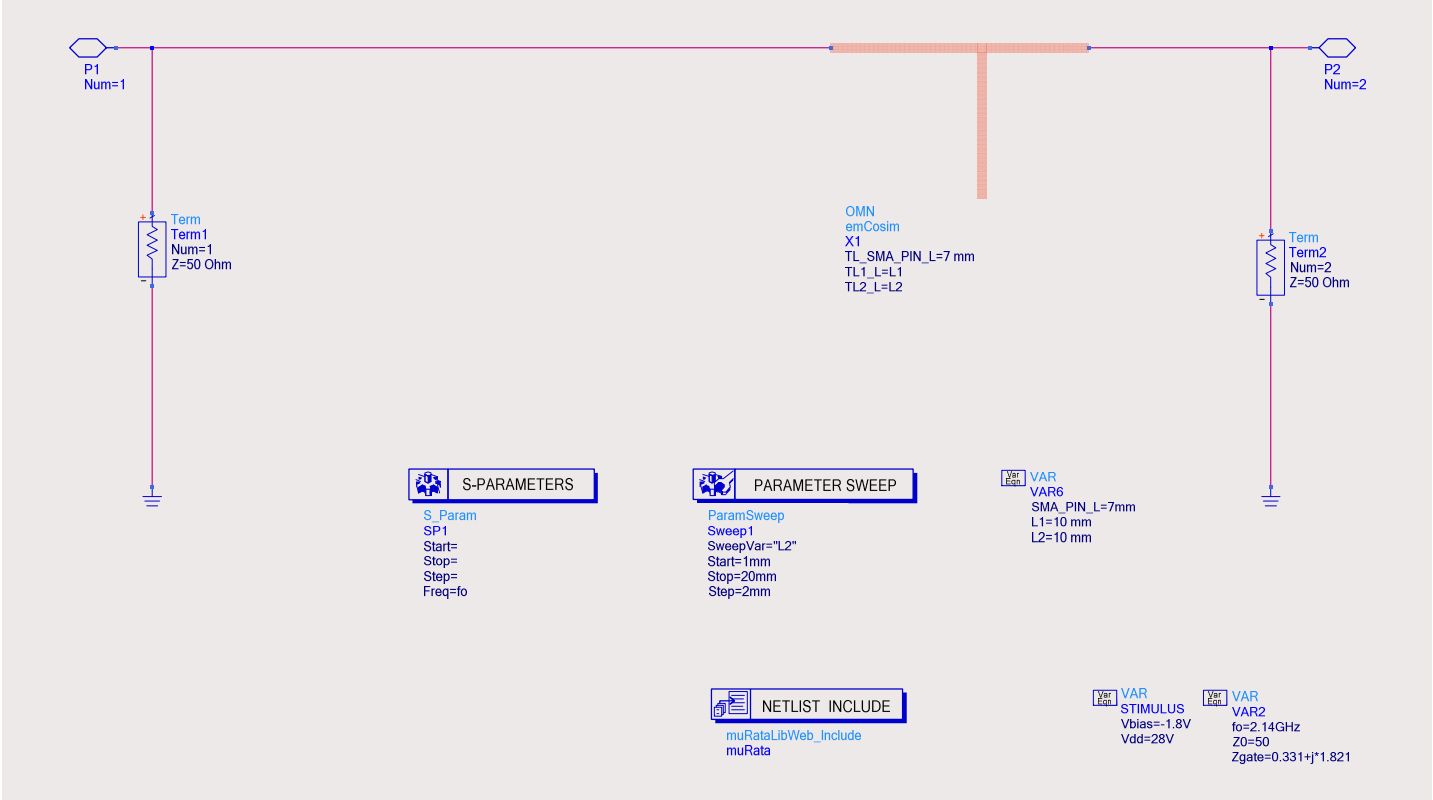 P1
Num=1
P2
Num=2
+
Term
Term1
Num=1
Z=50 Ohm
-
OMN
emCosim
X1
TL_SMA_PIN_L=7 mm
TL1_L=L1
TL2_L=L2
+
Term
Term2
Num=2
Z=50 Ohm
-
S-PARAMETERS
S_Param
SP1
Start=
Stop=
Step=
Freq=fo
PARAMETER SWEEP
ParamSweep
Sweep1
SweepVar="L2"
Start=1mm
Stop=20mm
Step=2mm
Var
Eqn
VAR
VAR6
SMA_PIN_L=7mm
L1=10 mm
L2=10 mm
NETLIST INCLUDE
muRataLibWeb_Include
muRata
Var
Eqn
VAR
STIMULUS
Vbias=-1.8V
Vdd=28V
Var
Eqn
VAR
VAR2
fo=2.14GHz
Z0=50
Zgate=0.331+j*1.821